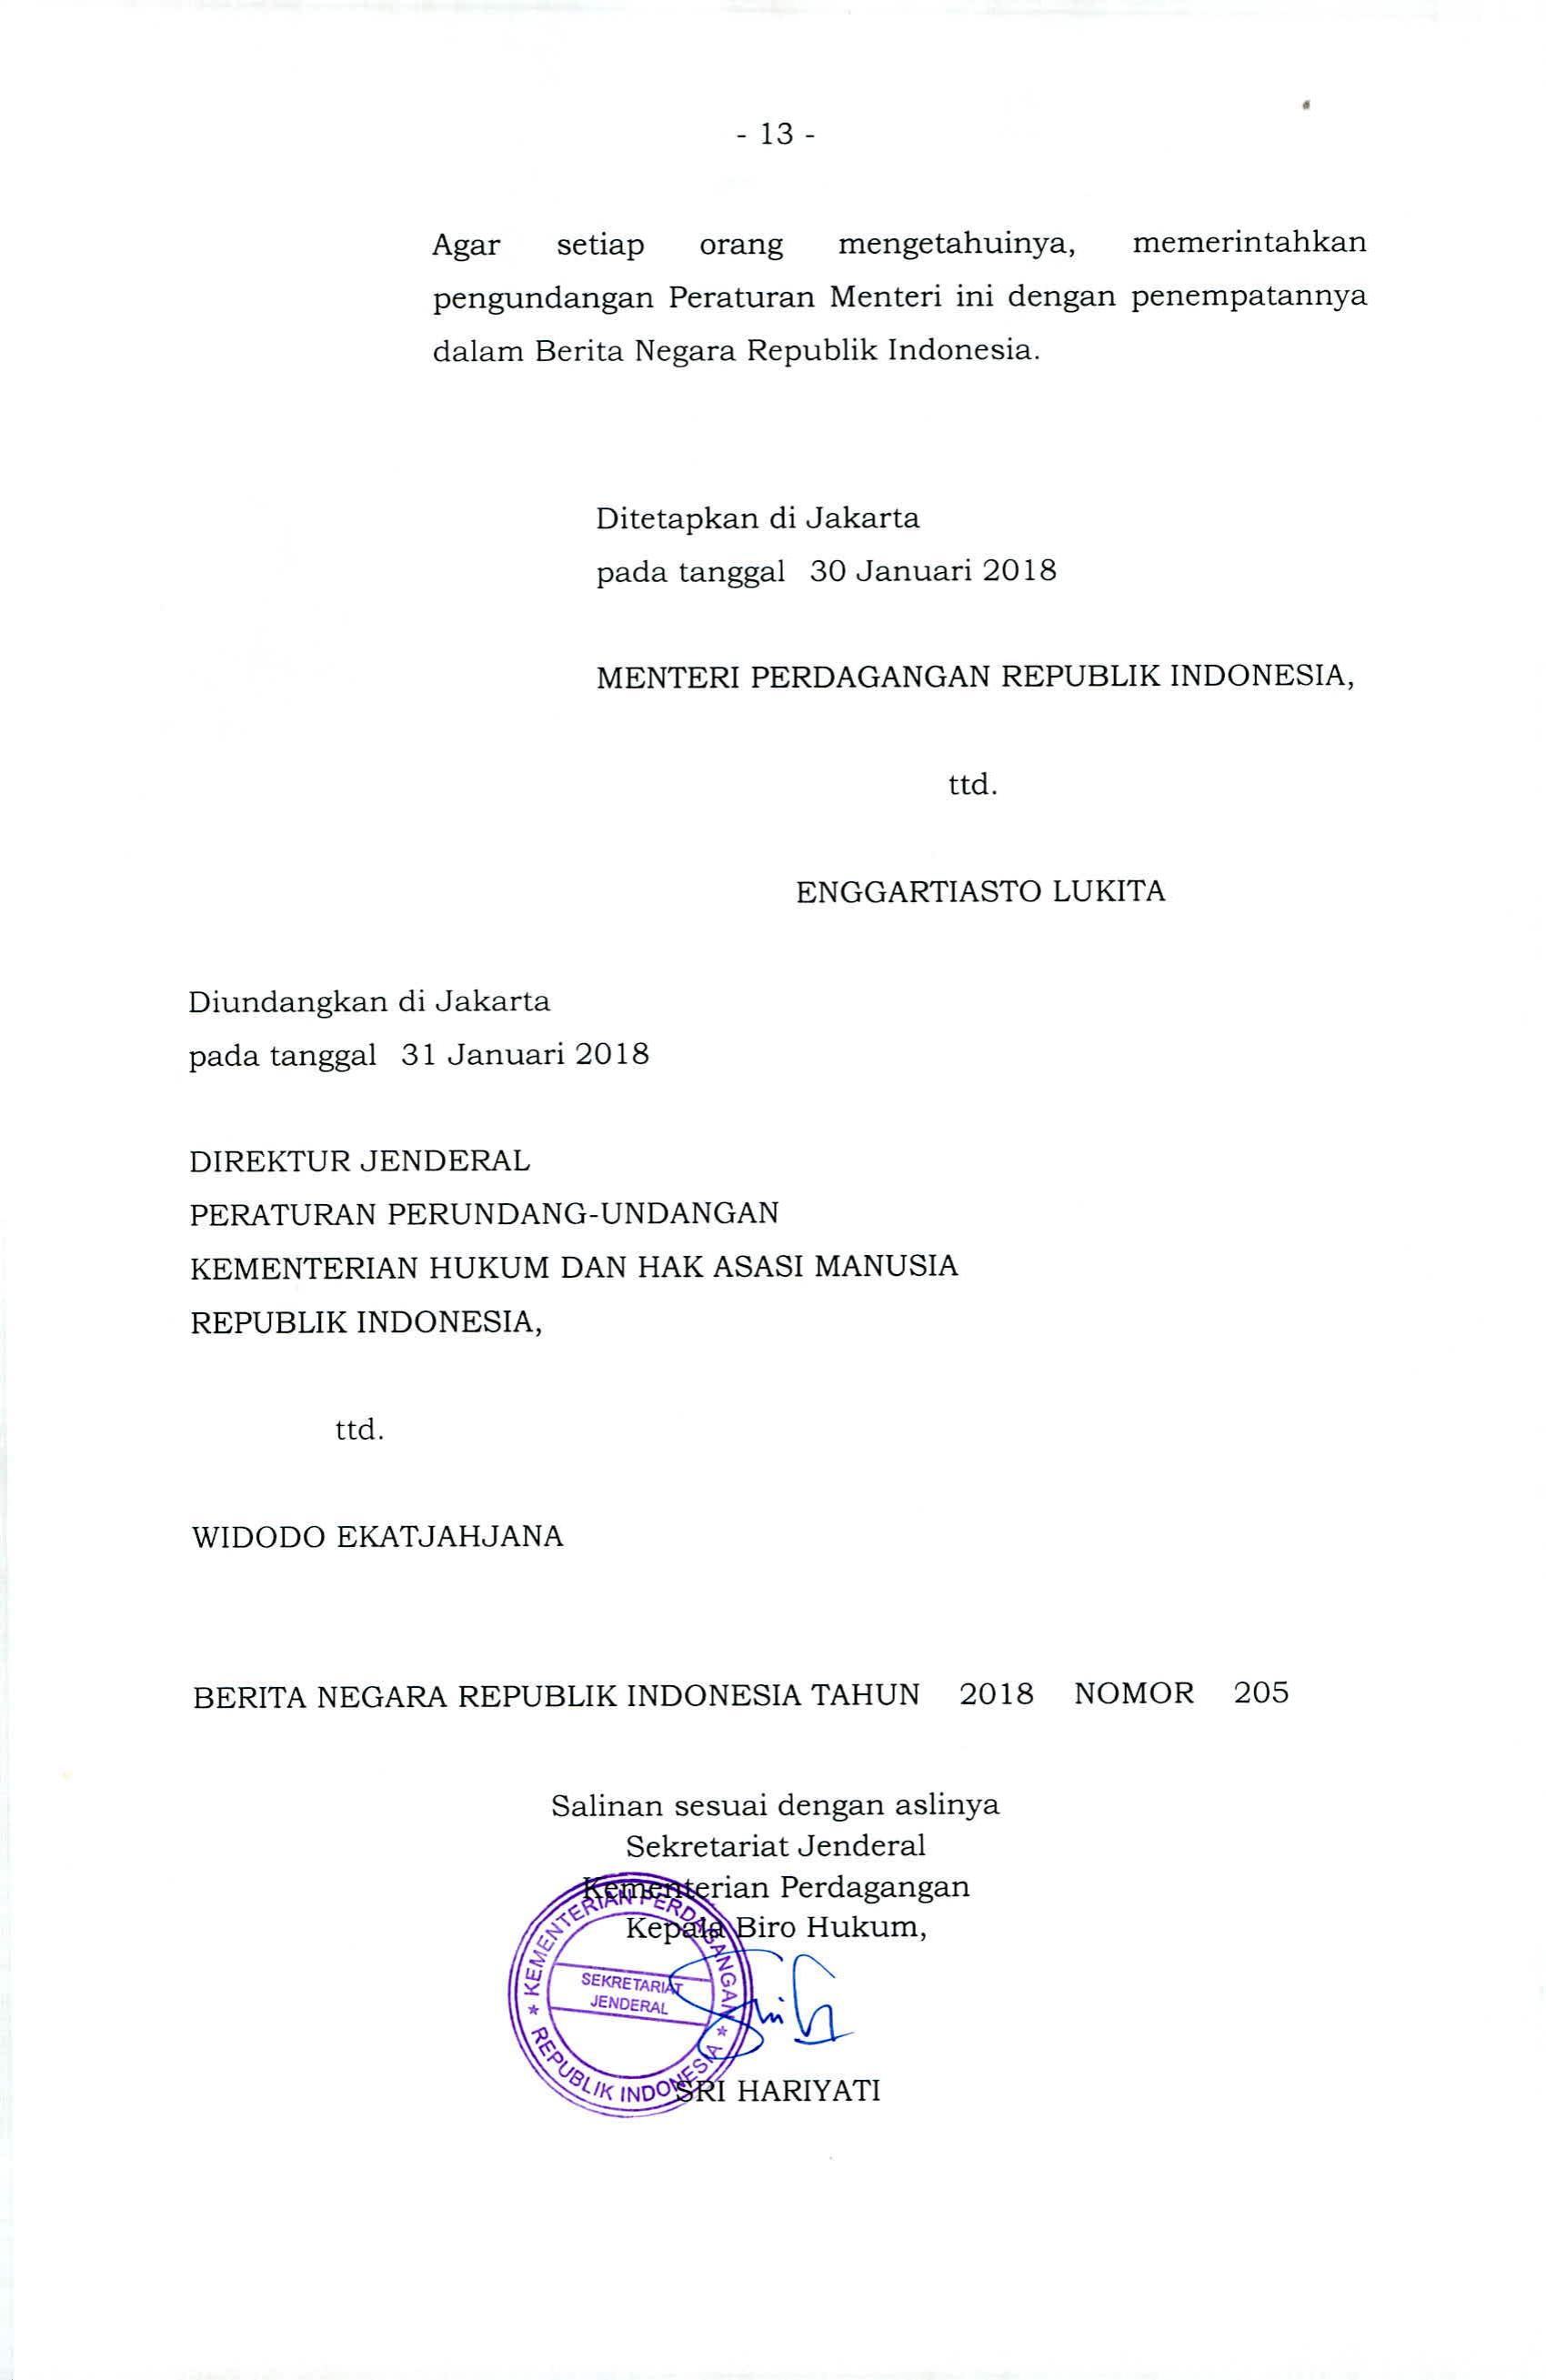 - 13 -
Agar setiap orang mengetahuinya, memerintahkan
pengundangan Peraturan Menteri ini dengan penempatannya
dalam Berita Negara Republik Indonesia.
Ditetapkan di Jakarta
pada tanggal 30 Januari 2018
MENTERI PERDAGANGAN REPUBLIK INDONESIA,
ttd.
ENGGARTIASTO LUKITA
Diundangkan di Jakarta
pada tanggal 31 Januari 2018
DIREKTUR JENDERAL
PERATURAN PERUNDANG-UNDANGAN
KEMENTERIAN HUKUM DAN HAK ASASI MANUSIA
REPUBLIK INDONESIA,
ttd.
WIDODO EKATJAHJANA
BERITA NEGARA REPUBLIK INDONESIA TAHUN 2018 NOMOR 205
Salinan sesuai dengan aslinya
Sekretariat Jenderal
Kementerian Perdagangan
Kepala Biro Hukum,
KEMENTERIAN PERDAGANGAN
SEKRETARIAT
JENDERAL
* REPUBLIK INDONESIA *
SRI HARIYATI